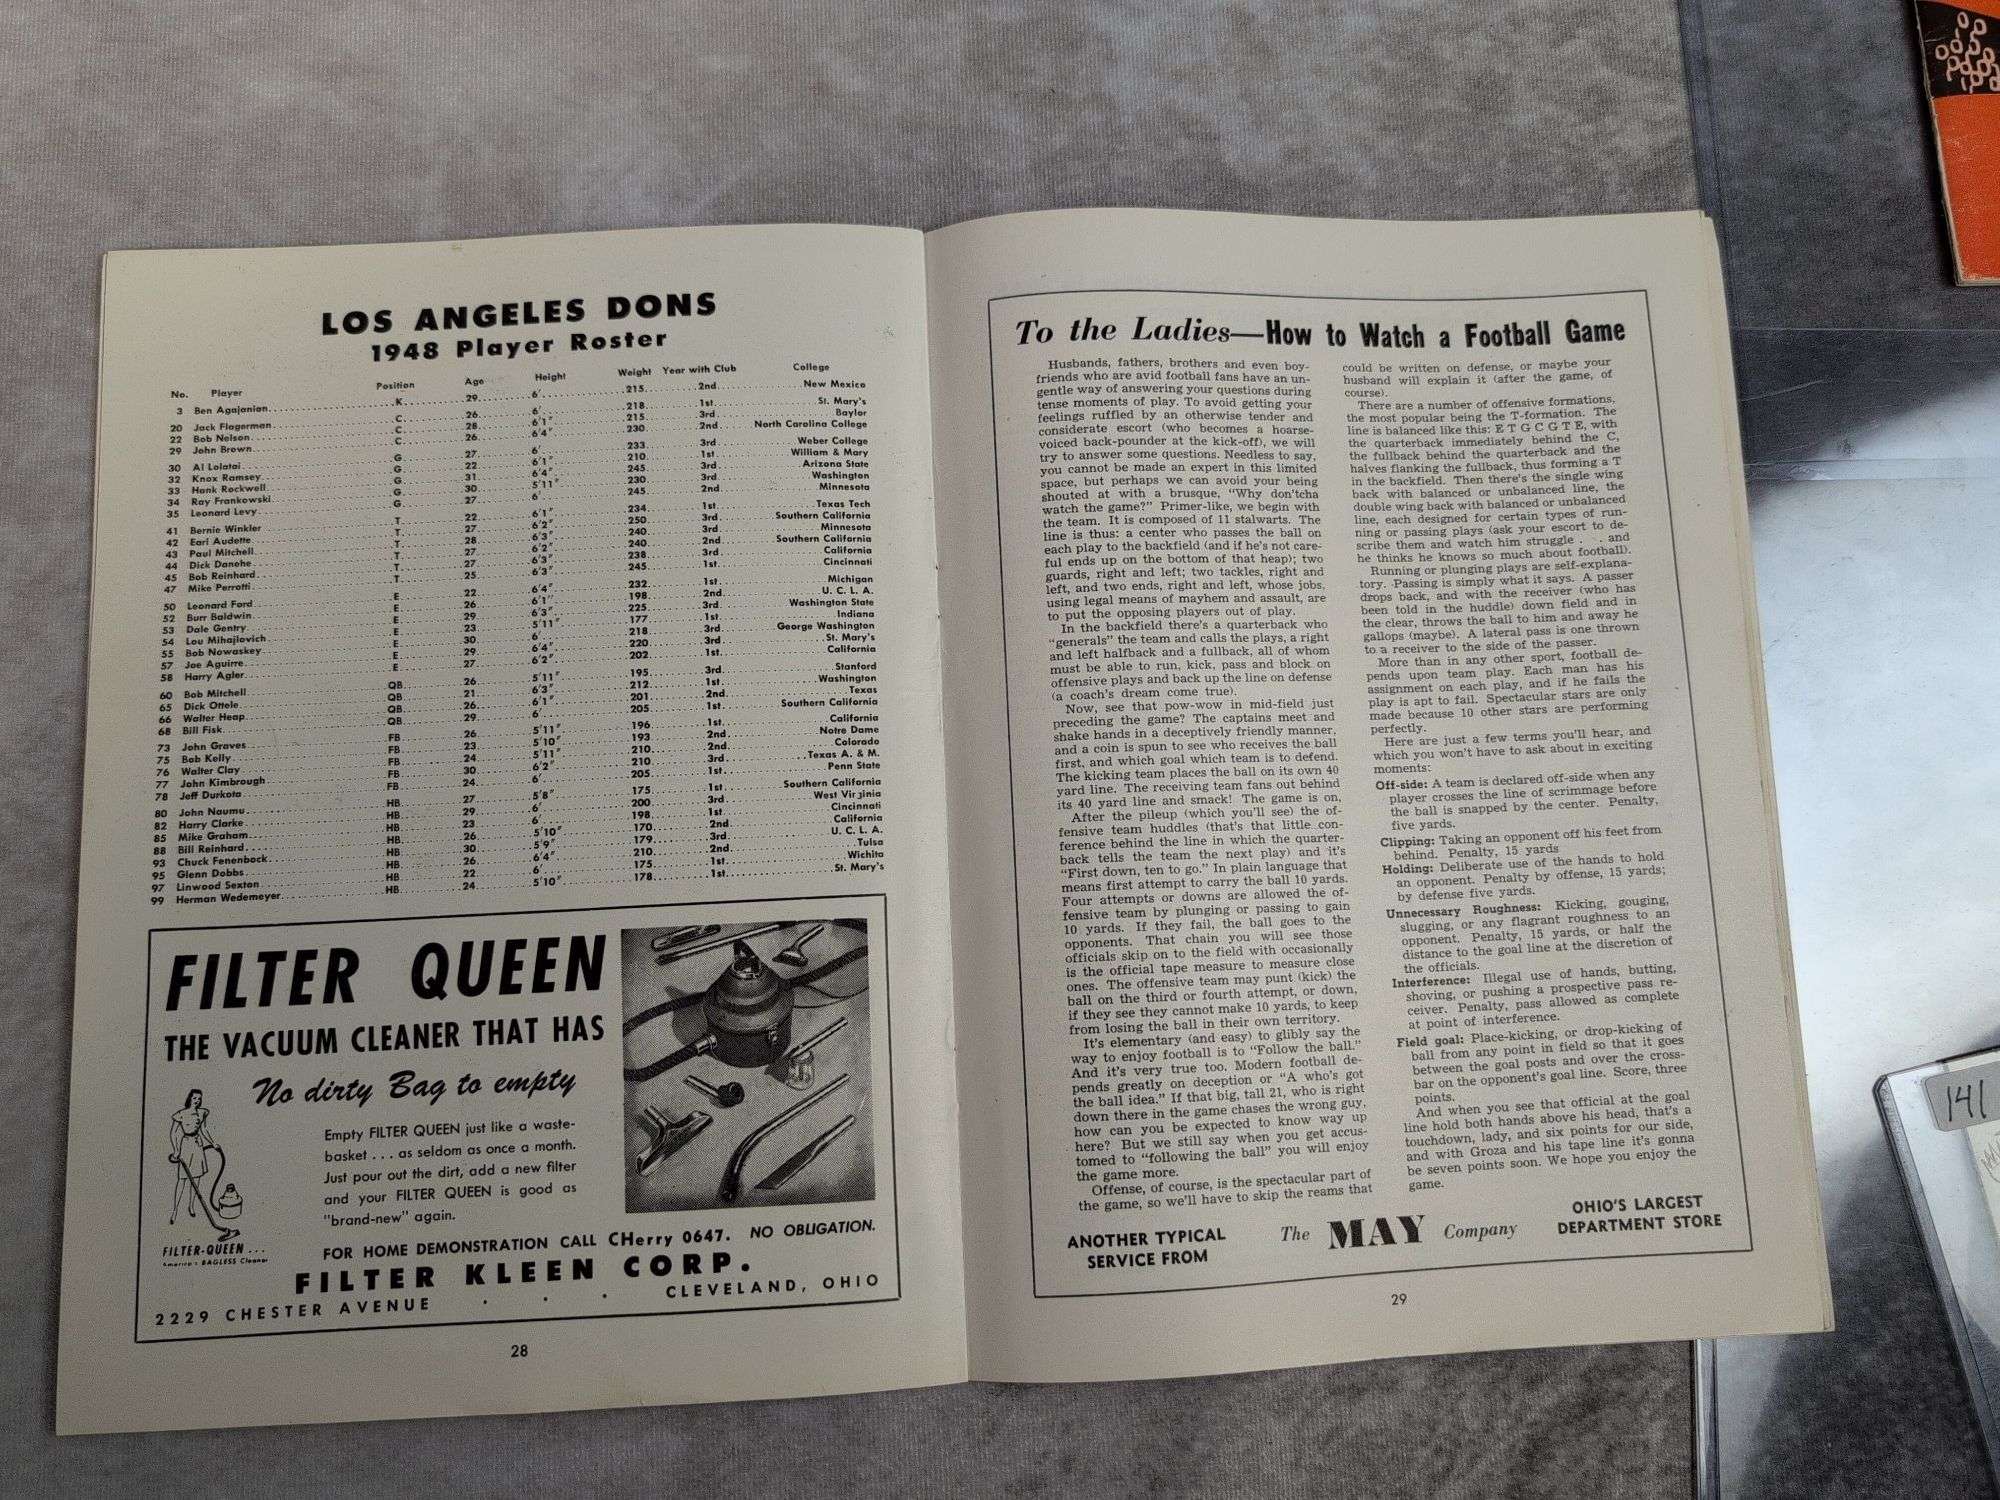 LOS ANGELES DONS
1948 Player Roster
No. Player Position Age Height Weight Year with Club College
3 Ben Agajanian K 29 6' 215 2nd New Mexico
20 Jack Flagerman C 26 6' 218 1st St. Mary's
22 Bob Nelson C 28 6'1" 215 3rd Baylor
29 John Brown C 26 6'4" 230 2nd North Carolina College
30 Al Lolatai G 27 6' 233 3rd Weber College
32 Knox Ramsey G 22 6'1" 210 1st William & Mary
33 Hank Rockwell G 31 6'4" 245 3rd Arizona State
34 Ray Frankowski G 30 5'11" 230 3rd Washington
35 Leonard Levy G 27 6' 245 2nd Minnesota
41 Bernie Winkler T 22 6'1" 234 1st Texas Tech
42 Earl Audette T 27 6'2" 250 3rd Southern California
43 Paul Mitchell T 28 6'3" 240 3rd Minnesota
44 Dick Danehe T 27 6'2" 240 2nd Southern California
45 Bob Reinhard T 27 6'3" 238 3rd California
47 Mike Perrotti T 25 6'3" 245 1st Cincinnati
50 Leonard Ford E 22 6'4" 232 1st Michigan
52 Burr Baldwin E 26 6'1" 198 2nd U. C. L. A.
53 Dale Gentry E 29 6'3" 225 3rd Washington State
54 Lou Mihajlovich E 23 5'11" 177 1st Indiana
55 Bob Nowaskey E 30 6' 218 3rd George Washington
57 Joe Aguirre E 29 6'4" 220 3rd St. Mary's
58 Harry Agler E 27 6'2" 202 1st California
60 Bob Mitchell QB 26 5'11" 195 3rd Stanford
65 Dick Ottele QB 21 6'3" 212 1st Washington
66 Walter Heap QB 26 6'1" 201 2nd Texas
68 Bill Fisk QB 29 6' 205 1st Southern California
73 John Graves FB 26 5'11" 196 1st California
75 Bob Kelly FB 23 5'10" 193 2nd Notre Dame
76 Walter Clay FB 24 5'11" 210 2nd Colorado
77 John Kimbrough FB 30 6'2" 210 3rd Texas A. & M.
78 Jeff Durkota FB 24 6' 205 1st Penn State
80 John Naumu HB 27 5'8" 175 1st Southern California
82 Harry Clarke HB 29 6' 200 3rd West Virginia
85 Mike Graham HB 23 6' 198 1st Cincinnati
88 Bill Reinhard HB 26 5'10" 170 2nd California
93 Chuck Fenenbock HB 30 5'9" 179 3rd U. C. L. A.
95 Glenn Dobbs HB 26 6'4" 210 2nd Tulsa
97 Linwood Sexton HB 22 6' 175 1st Wichita
99 Herman Wedemeyer HB 24 5'10" 178 1st St. Mary's
FILTER QUEEN
THE VACUUM CLEANER THAT HAS
No dirty Bag to empty
Empty FILTER QUEEN just like a waste-
basket . . . as seldom as once a month.
Just pour out the dirt, add a new filter
and your FILTER QUEEN is good as
"brand-new" again.
FILTER-QUEEN . . .
America's BAGLESS Cleaner
FOR HOME DEMONSTRATION CALL CHerry 0647. NO OBLIGATION.
FILTER KLEEN CORP.
2229 CHESTER AVENUE . . . CLEVELAND, OHIO
28
To the Ladies—How to Watch a Football Game
Husbands, fathers, brothers and even boy-
friends who are avid football fans have an un-
gentle way of answering your questions during
tense moments of play. To avoid getting your
feelings ruffled by an otherwise tender and
considerate escort (who becomes a hoarse-
voiced back-pounder at the kick-off), we will
try to answer some questions. Needless to say,
you cannot be made an expert in this limited
space, but perhaps we can avoid your being
shouted at with a brusque, "Why don'tcha
watch the game?" Primer-like, we begin with
the team. It is composed of 11 stalwarts. The
line is thus: a center who passes the ball on
each play to the backfield (and if he's not care-
ful ends up on the bottom of that heap); two
guards, right and left; two tackles, right and
left, and two ends, right and left, whose jobs,
using legal means of mayhem and assault, are
to put the opposing players out of play.
In the backfield there's a quarterback who
"generals" the team and calls the plays, a right
and left halfback and a fullback, all of whom
must be able to run, kick, pass and block on
offensive plays and back up the line on defense
(a coach's dream come true).
Now, see that pow-wow in mid-field just
preceding the game? The captains meet and
shake hands in a deceptively friendly manner,
and a coin is spun to see who receives the ball
first, and which goal which team is to defend.
The kicking team places the ball on its own 40
yard line. The receiving team fans out behind
its 40 yard line and smack! The game is on,
After the pileup (which you'll see) the of-
fensive team huddles (that's that little con-
ference behind the line in which the quarter-
back tells the team the next play) and it's
"First down, ten to go." In plain language that
means first attempt to carry the ball 10 yards.
Four attempts or downs are allowed the of-
fensive team by plunging or passing to gain
10 yards. If they fail, the ball goes to the
opponents. That chain you will see those
officials skip on to the field with occasionally
is the official tape measure to measure close
ones. The offensive team may punt (kick) the
ball on the third or fourth attempt, or down,
if they see they cannot make 10 yards, to keep
from losing the ball in their own territory.
It's elementary (and easy) to glibly say the
way to enjoy football is to "Follow the ball."
And it's very true too. Modern football de-
pends greatly on deception or "A who's got
the ball idea." If that big, tall 21, who is right
down there in the game chases the wrong guy,
how can you be expected to know way up
here? But we still say when you get accus-
tomed to "following the ball" you will enjoy
the game more.
Offense, of course, is the spectacular part of
the game, so we'll have to skip the reams that
could be written on defense, or maybe your
husband will explain it (after the game, of
course).
There are a number of offensive formations,
the most popular being the T-formation. The
line is balanced like this: E T G C G T E, with
the quarterback immediately behind the C,
the fullback behind the quarterback and the
halves flanking the fullback, thus forming a T
in the backfield. Then there's the single wing
back with balanced or unbalanced line, the
double wing back with balanced or unbalanced
line, each designed for certain types of run-
ning or passing plays (ask your escort to de-
scribe them and watch him struggle . . . and
he thinks he knows so much about football).
Running or plunging plays are self-explana-
tory. Passing is simply what it says. A passer
drops back, and with the receiver (who has
been told in the huddle) down field and in
the clear, throws the ball to him and away he
gallops (maybe). A lateral pass is one thrown
to a receiver to the side of the passer.
More than in any other sport, football de-
pends upon team play. Each man has his
assignment on each play, and if he fails the
play is apt to fail. Spectacular stars are only
made because 10 other stars are performing
perfectly.
Here are just a few terms you'll hear, and
which you won't have to ask about in exciting
moments:
Off-side: A team is declared off-side when any
player crosses the line of scrimmage before
the ball is snapped by the center. Penalty,
five yards.
Clipping: Taking an opponent off his feet from
behind. Penalty, 15 yards
Holding: Deliberate use of the hands to hold
an opponent. Penalty by offense, 15 yards;
by defense five yards.
Unnecessary Roughness: Kicking, gouging,
slugging, or any flagrant roughness to an
opponent. Penalty, 15 yards, or half the
distance to the goal line at the discretion of
the officials.
Interference: Illegal use of hands, butting,
shoving, or pushing a prospective pass re-
ceiver. Penalty, pass allowed as complete
at point of interference.
Field goal: Place-kicking, or drop-kicking of
ball from any point in field so that it goes
between the goal posts and over the cross-
bar on the opponent's goal line. Score, three
points.
And when you see that official at the goal
line hold both hands above his head, that's a
touchdown, lady, and six points for our side,
and with Groza and his tape line it's gonna
be seven points soon. We hope you enjoy the
game.
ANOTHER TYPICAL
SERVICE FROM
The MAY Company
OHIO'S LARGEST
DEPARTMENT STORE
29
141